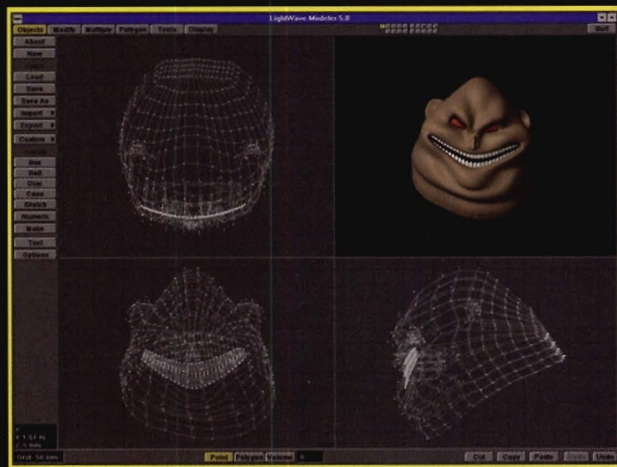 LightWave Modeler 5.0
Objects Modify Multiply Polygon Tools Display Quit
About
New
Load
Save
Save As
Import
Export
Custom
Box
Ball
Disc
Cone
Sketch
Numeric
Make
Text
Options
Point Polygon Volume Cut Copy Paste Undo